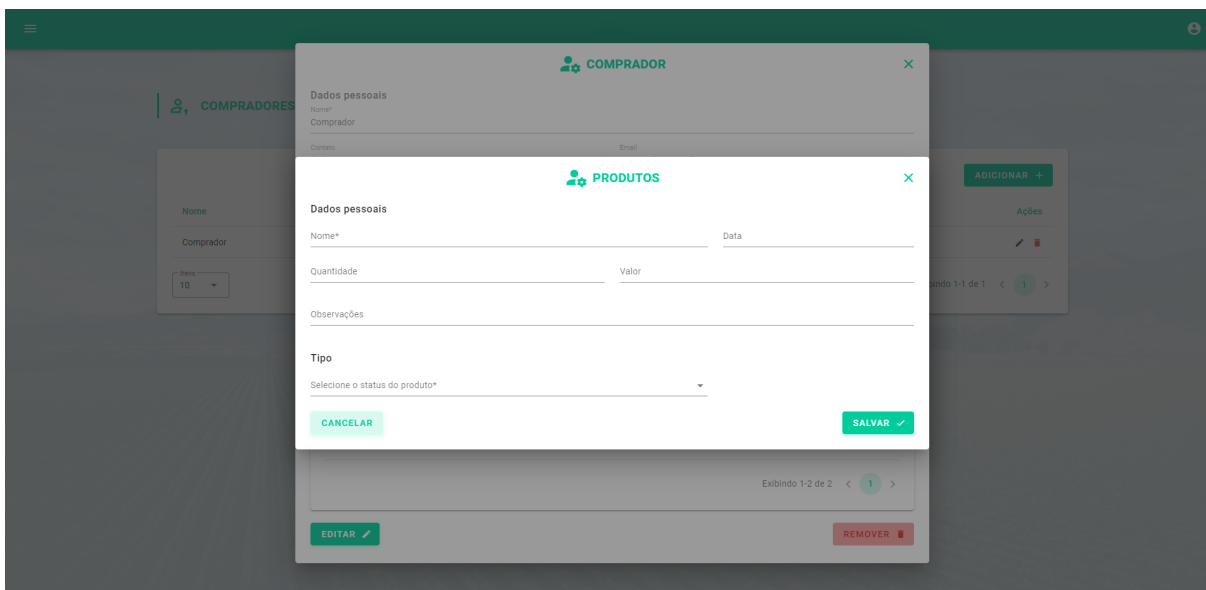 COMPRADOR
Dados pessoais
Nome*
Comprador
COMPRADORES
Contato Email
PRODUTOS
ADICIONAR +
Dados pessoais
Nome Ações
Nome* Data
Comprador
Quantidade Valor
Itens
10
Exibindo 1-1 de 1 < 1 >
Observações
Tipo
Selecione o status do produto*
CANCELAR SALVAR
Exibindo 1-2 de 2 < 1 >
EDITAR REMOVER